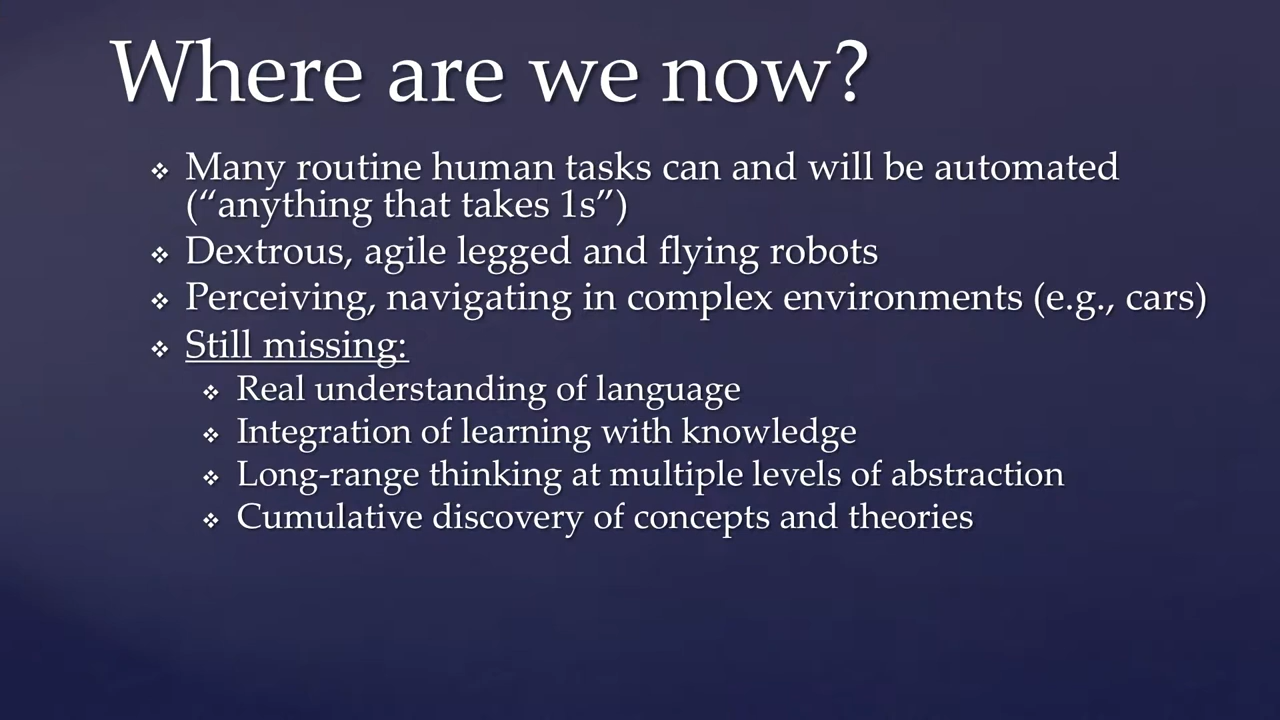 Where are we now?
❖ Many routine human tasks can and will be automated
(“anything that takes 1s”)
❖ Dextrous, agile legged and flying robots
❖ Perceiving, navigating in complex environments (e.g., cars)
❖ Still missing:
❖ Real understanding of language
❖ Integration of learning with knowledge
❖ Long-range thinking at multiple levels of abstraction
❖ Cumulative discovery of concepts and theories